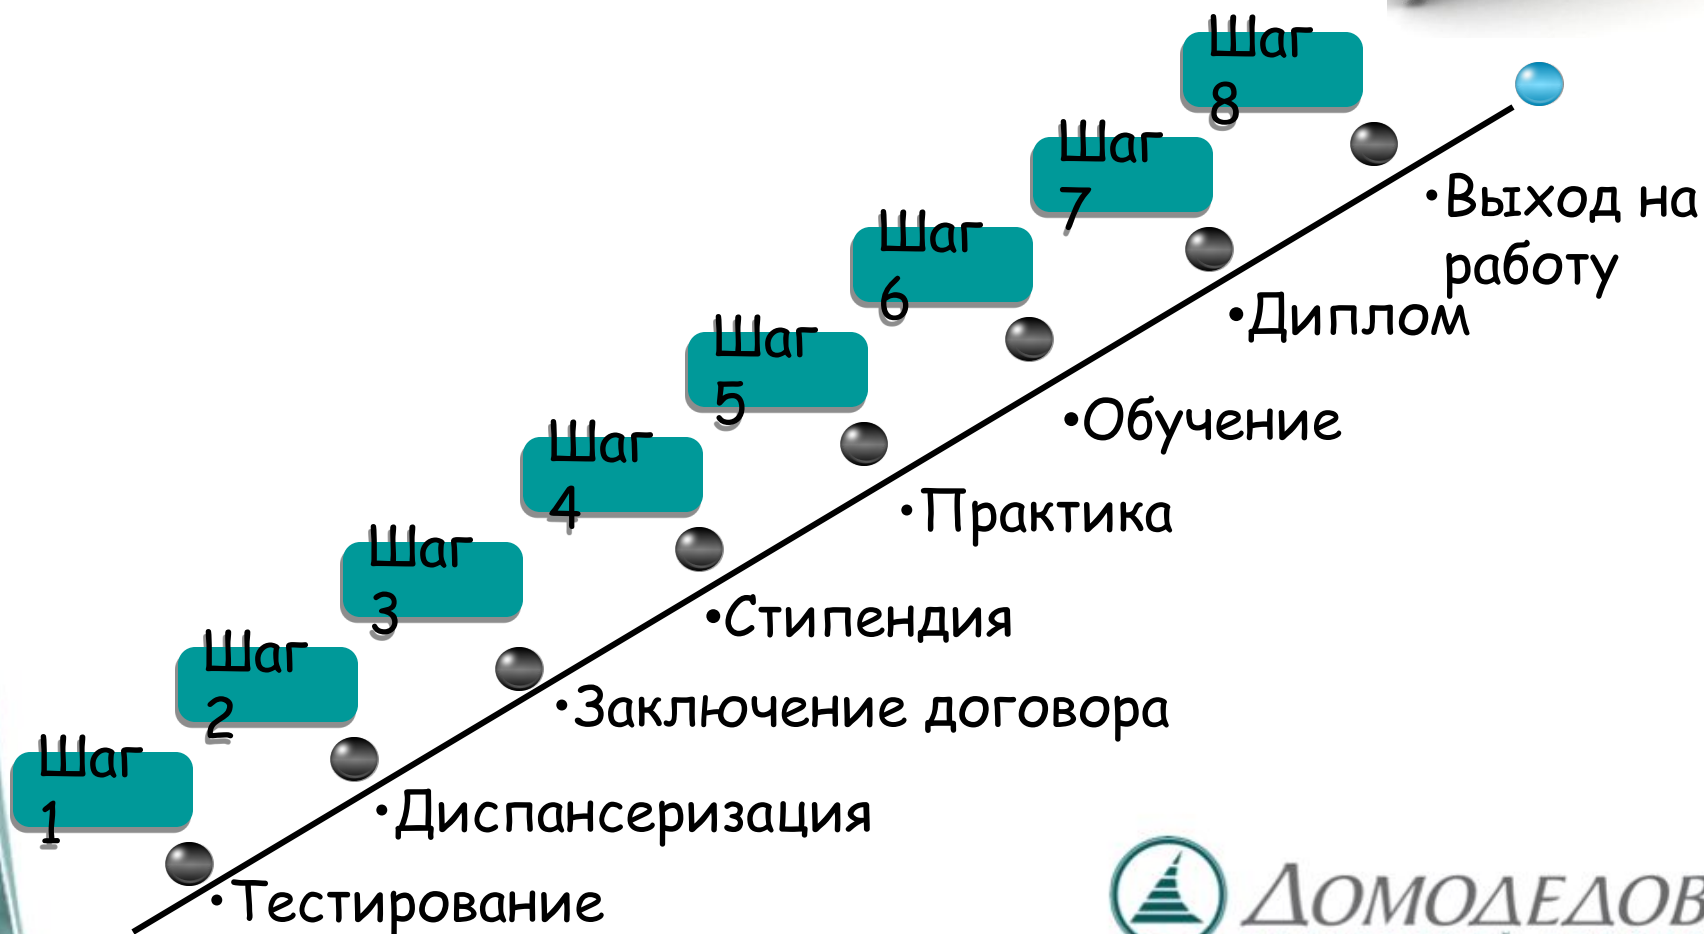 Шаг
8
Шаг
7
Шаг
6
Шаг
5
Шаг
4
Шаг
3
Шаг
2
Шаг
1
•Выход на
работу
•Диплом
•Обучение
•Практика
•Стипендия
•Заключение договора
•Диспансеризация
•Тестирование
ДОМОДЕДОВ